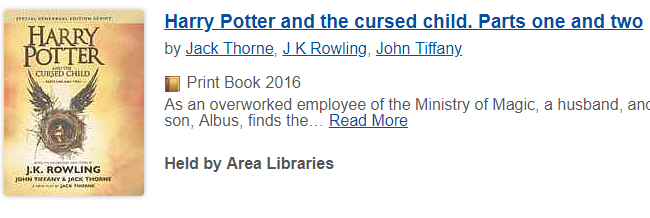 SPECIAL REHEARSAL EDITION SCRIPT
HARRY
POTTER
AND THE
CURSED CHILD
PARTS ONE AND TWO
J.K. ROWLING
JOHN TIFFANY & JACK THORNE
A NEW PLAY BY JACK THORNE
Harry Potter and the cursed child. Parts one and two
by Jack Thorne, J K Rowling, John Tiffany
Print Book 2016
As an overworked employee of the Ministry of Magic, a husband, and
son, Albus, finds the… Read More
Held by Area Libraries